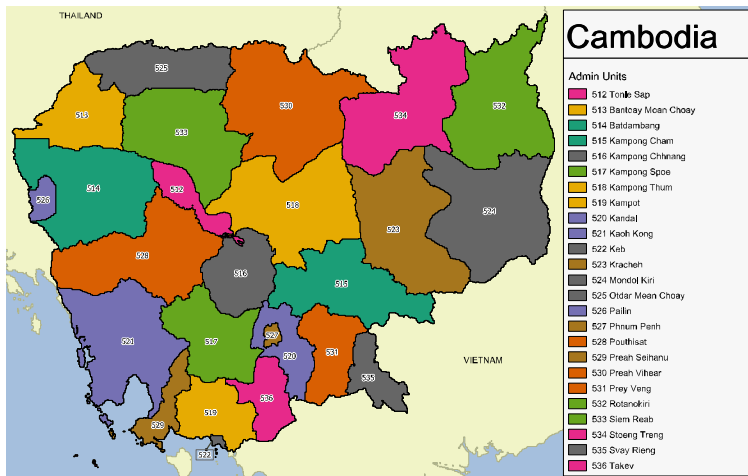 THAILAND
Cambodia
525
513
530
534
532
533
514
512
526
518
523
524
528
516
515
521
517
527
520
531
535
VIETNAM
536
519
529
522
Admin Units
512 Tonle Sap
513 Bantoay Moan Choay
514 Batdambang
515 Kampong Cham
516 Kampong Chhnang
517 Kampong Spoe
518 Kampong Thum
519 Kampot
520 Kandal
521 Kaoh Kong
522 Keb
523 Kracheh
524 Mondol Kiri
525 Otdar Mean Choay
526 Pailin
527 Phnum Penh
528 Pouthisat
529 Preah Seihanu
530 Preah Vihear
531 Prey Veng
532 Rotanokiri
533 Siem Reab
534 Stoeng Treng
535 Svay Rieng
536 Takev